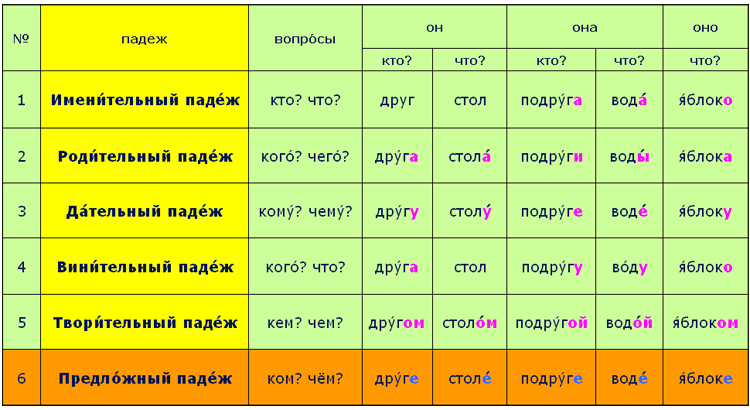 № падеж вопро́сы он она оно
кто? что? кто? что? что?
1 Имени́тельный паде́ж кто? что? друг стол подру́га вода́ я́блоко
2 Роди́тельный паде́ж кого́? чего́? дру́га стола́ подру́ги воды́ я́блока
3 Да́тельный паде́ж кому́? чему́? дру́гу столу́ подру́ге воде́ я́блоку
4 Вини́тельный паде́ж кого́? что? дру́га стол подру́гу во́ду я́блоко
5 Твори́тельный паде́ж кем? чем? дру́гом столо́м подру́гой водо́й я́блоком
6 Предло́жный паде́ж ком? чём? дру́ге столе́ подру́ге воде́ я́блоке